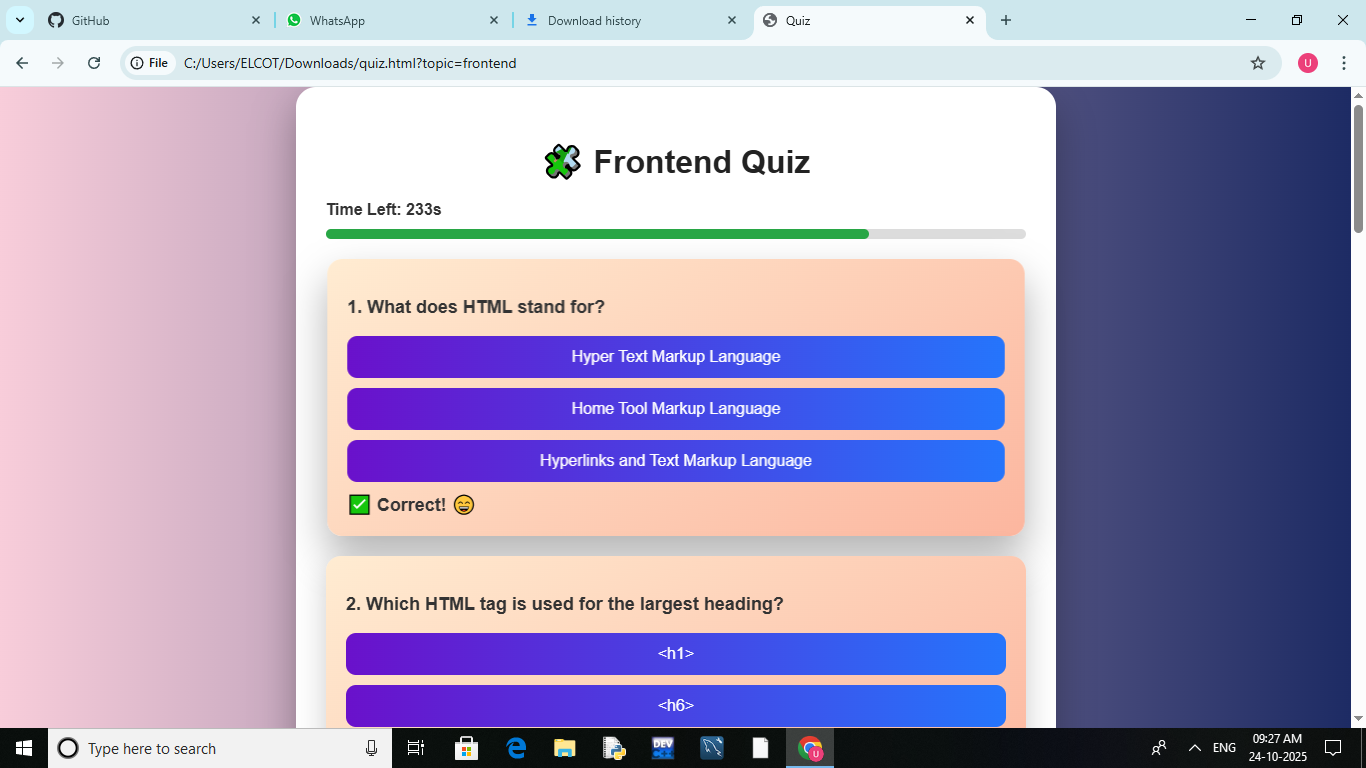 GitHub
WhatsApp
Download history
Quiz
File
C:/Users/ELCOT/Downloads/quiz.html?topic=frontend
U
Frontend Quiz
Time Left: 233s
1. What does HTML stand for?
Hyper Text Markup Language
Home Tool Markup Language
Hyperlinks and Text Markup Language
✅ Correct! 😄
2. Which HTML tag is used for the largest heading?
<h1>
<h6>
Type here to search
DEV
U
ENG
09:27 AM
24-10-2025